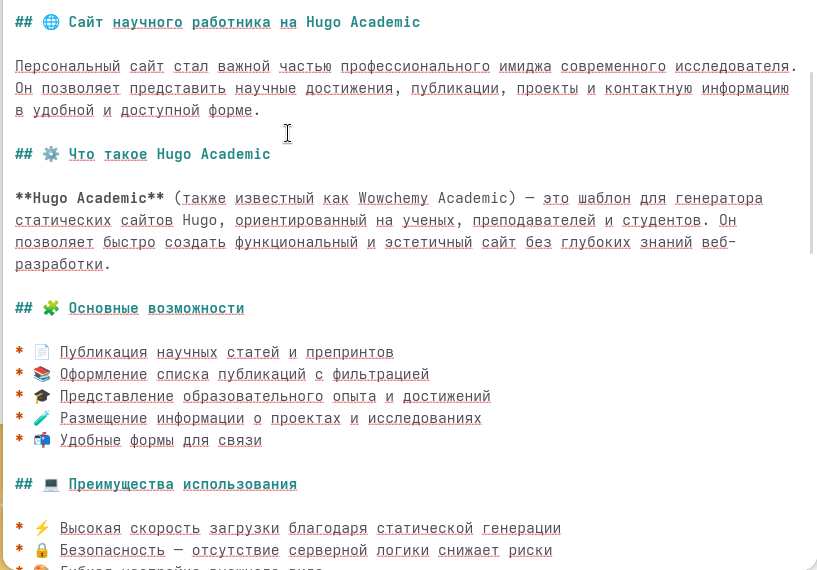 ## 🌐 Сайт научного работника на Hugo Academic
Персональный сайт стал важной частью профессионального имиджа современного исследователя.
Он позволяет представить научные достижения, публикации, проекты и контактную информацию
в удобной и доступной форме.
## ⚙️ Что такое Hugo Academic
**Hugo Academic** (также известный как Wowchemy Academic) — это шаблон для генератора
статических сайтов Hugo, ориентированный на ученых, преподавателей и студентов. Он
позволяет быстро создать функциональный и эстетичный сайт без глубоких знаний веб-
разработки.
## 🧩 Основные возможности
* 📄 Публикация научных статей и препринтов
* 📚 Оформление списка публикаций с фильтрацией
* 🎓 Представление образовательного опыта и достижений
* 🧪 Размещение информации о проектах и исследованиях
* 📬 Удобные формы для связи
## 💻 Преимущества использования
* ⚡ Высокая скорость загрузки благодаря статической генерации
* 🔒 Безопасность — отсутствие серверной логики снижает риски